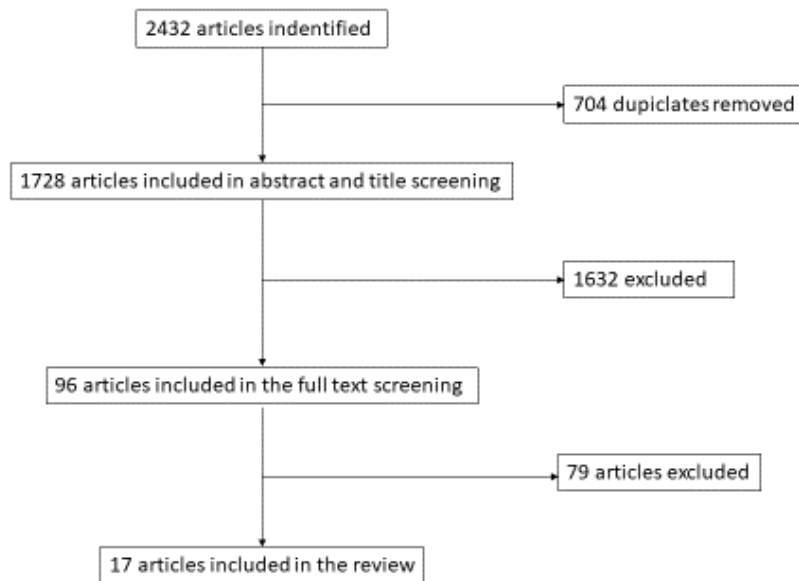 2432 articles indentified
704 dupiclates removed
1728 articles included in abstract and title screening
1632 excluded
96 articles included in the full text screening
79 articles excluded
17 articles included in the review